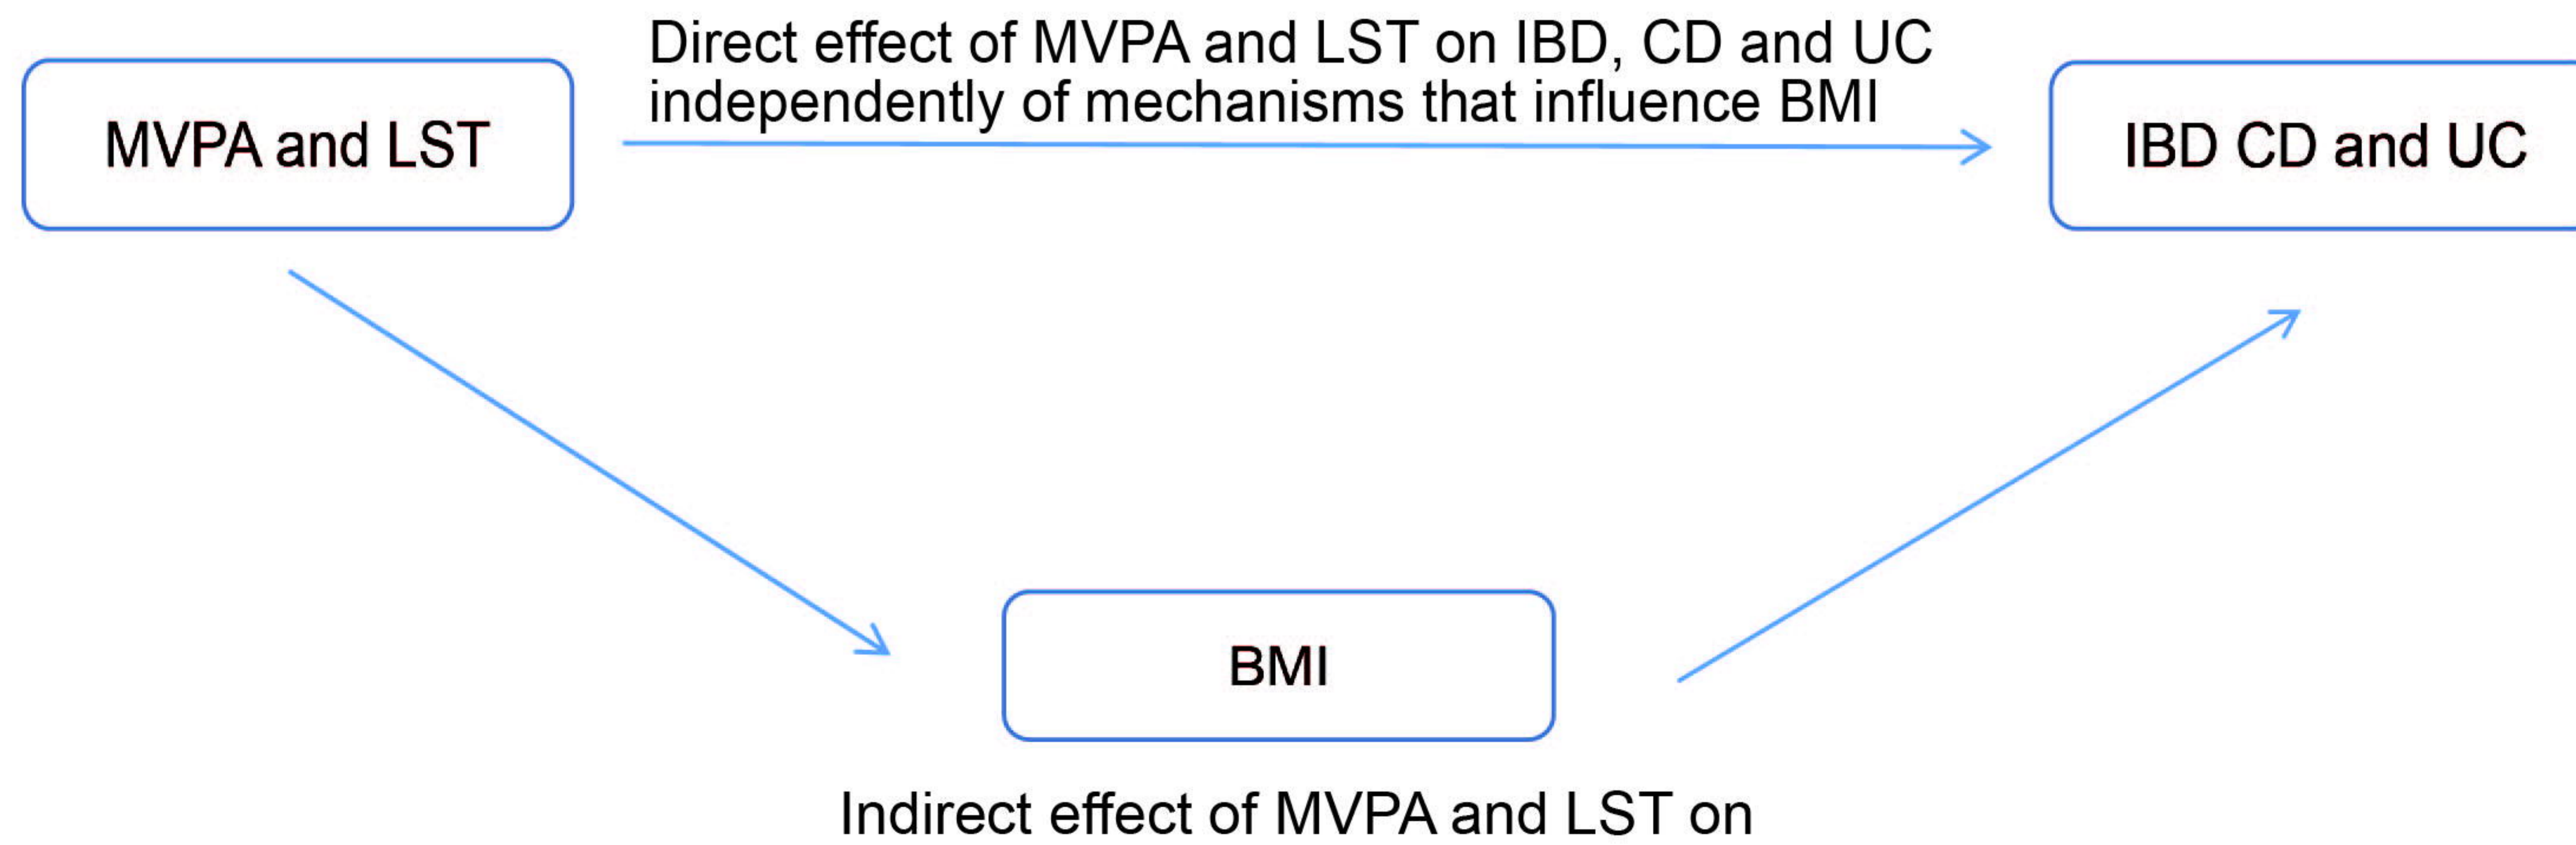 Direct effect of MVPA and LST on IBD, CD and UC
independently of mechanisms that influence BMI
MVPA and LST
IBD CD and UC
BMI
Indirect effect of MVPA and LST on